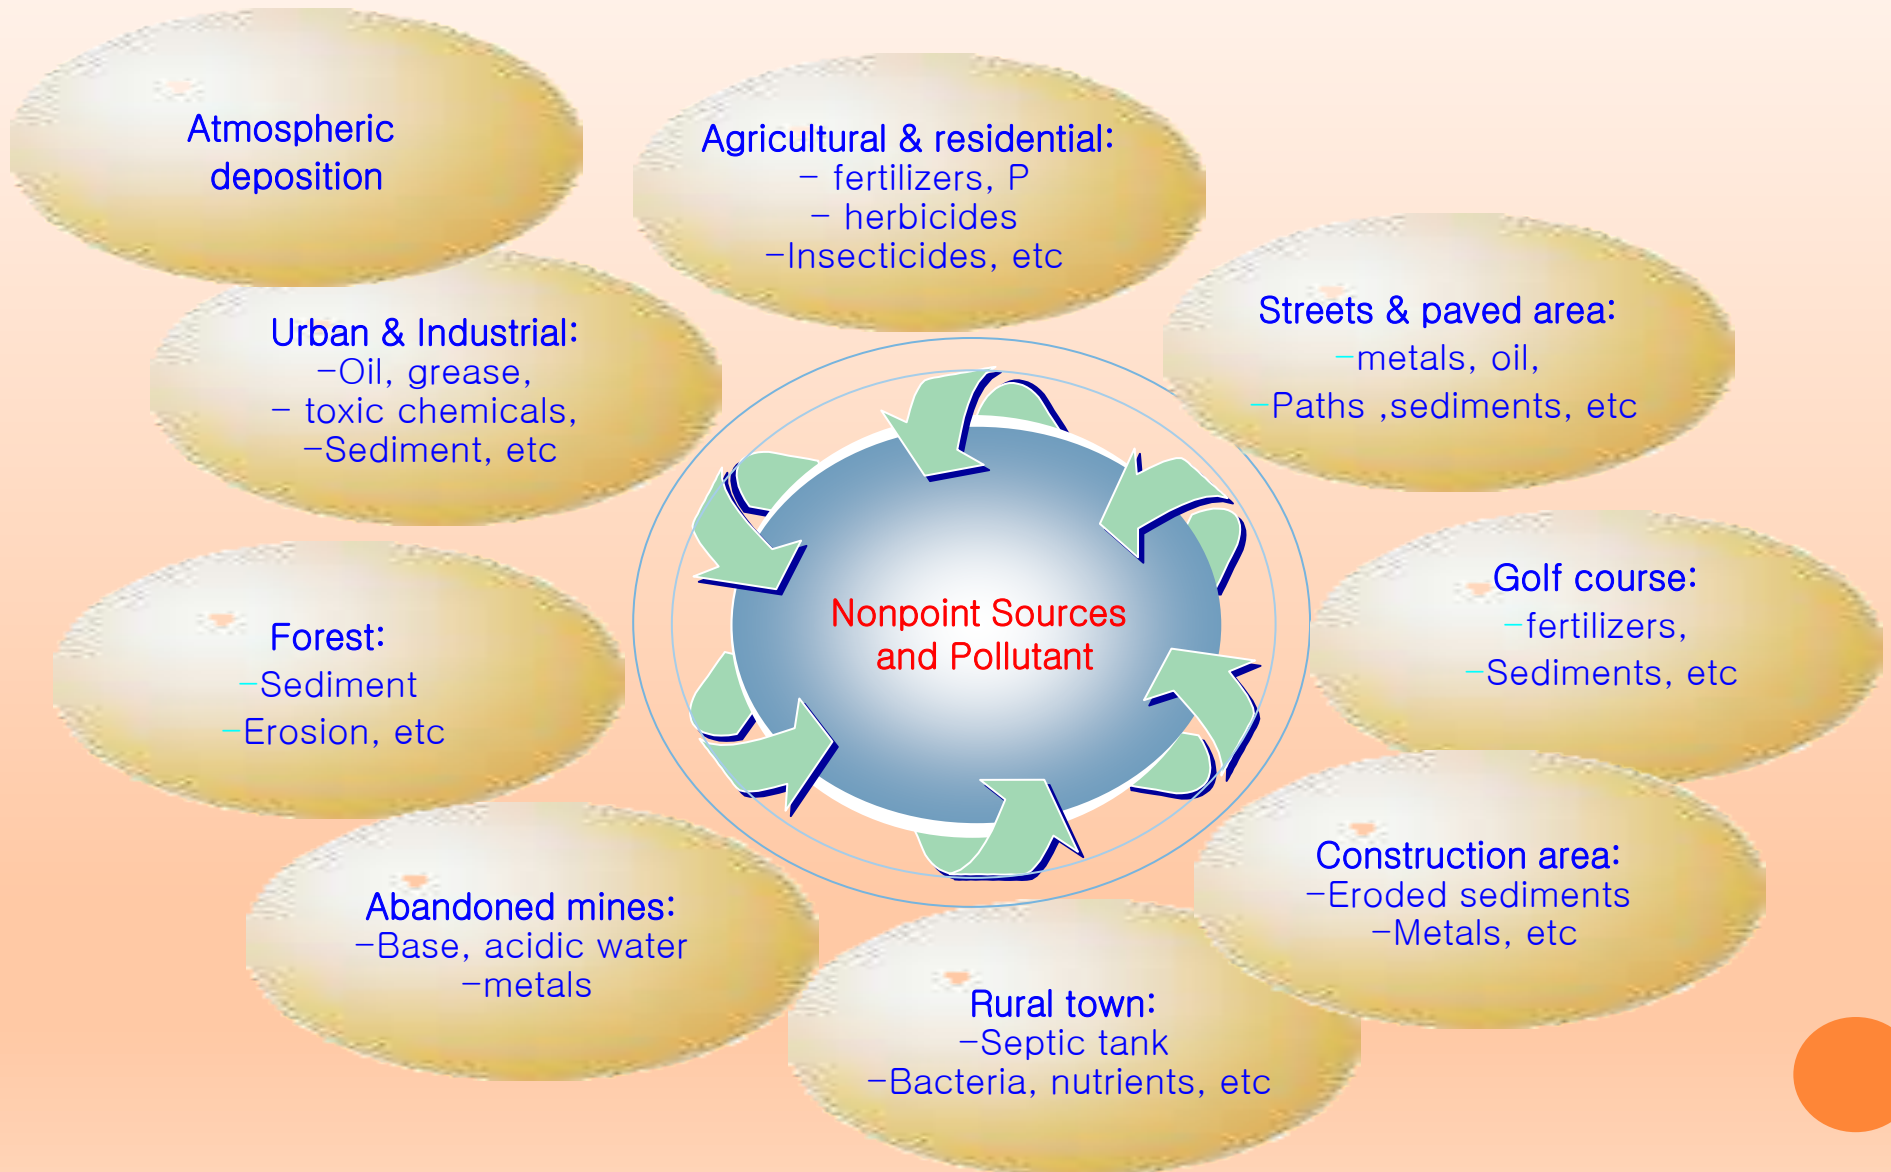 Atmospheric
deposition
Agricultural & residential:
- fertilizers, P
- herbicides
-Insecticides, etc
Streets & paved area:
-metals, oil,
-Paths ,sediments, etc
Urban & Industrial:
-Oil, grease,
- toxic chemicals,
-Sediment, etc
Nonpoint Sources
and Pollutant
Golf course:
-fertilizers,
-Sediments, etc
Forest:
-Sediment
-Erosion, etc
Construction area:
-Eroded sediments
-Metals, etc
Abandoned mines:
-Base, acidic water
-metals
Rural town:
-Septic tank
-Bacteria, nutrients, etc